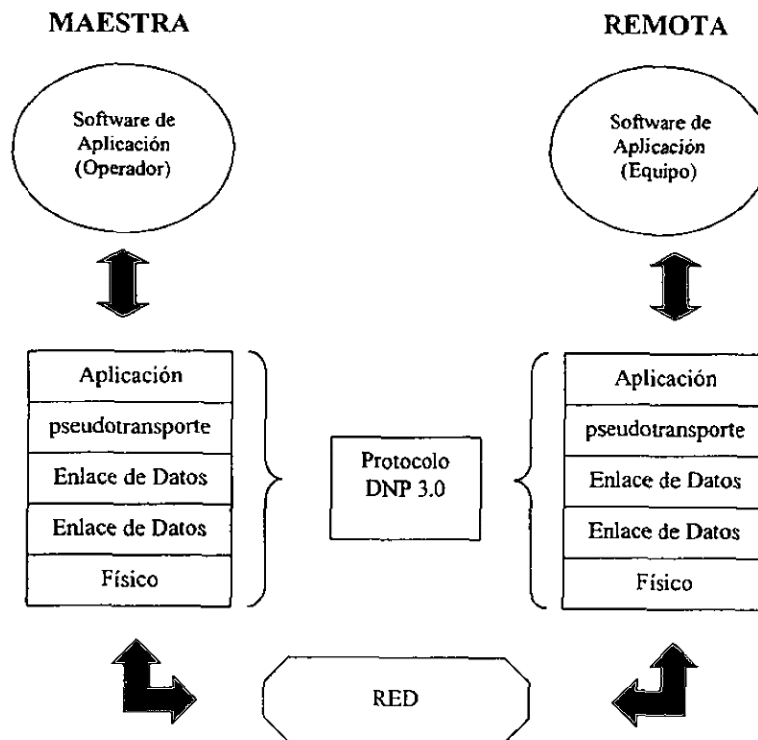 MAESTRA
REMOTA
Software de
Aplicación
(Operador)
Software de
Aplicación
(Equipo)
Aplicación
pseudotransporte
Enlace de Datos
Enlace de Datos
Físico
Protocolo
DNP 3.0
Aplicación
pseudotransporte
Enlace de Datos
Enlace de Datos
Físico
RED